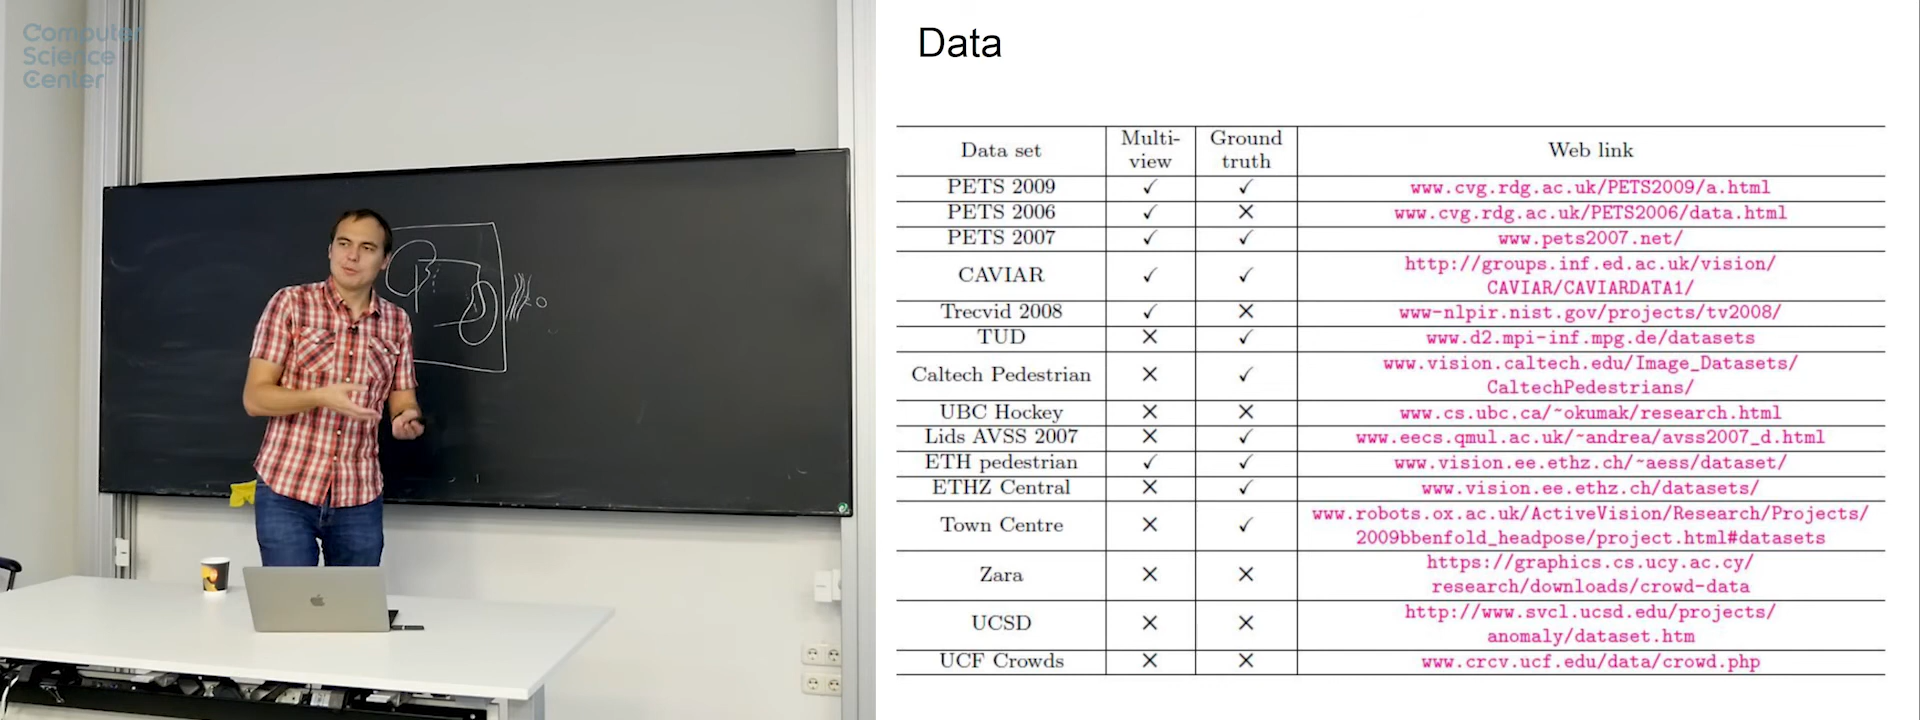 Computer
Science
Center
Data
Data set Multi-view Ground truth Web link
PETS 2009 ✓ ✓ www.cvg.rdg.ac.uk/PETS2009/a.html
PETS 2006 ✓ × www.cvg.rdg.ac.uk/PETS2006/data.html
PETS 2007 ✓ ✓ www.pets2007.net/
CAVIAR ✓ ✓ http://groups.inf.ed.ac.uk/vision/
CAVIAR/CAVIARDATA1/
Trecvid 2008 ✓ × www-nlpir.nist.gov/projects/tv2008/
TUD × ✓ www.d2.mpi-inf.mpg.de/datasets
Caltech Pedestrian × ✓ www.vision.caltech.edu/Image_Datasets/
CaltechPedestrians/
UBC Hockey × × www.cs.ubc.ca/~okumak/research.html
Lids AVSS 2007 × ✓ www.eecs.qmul.ac.uk/~andrea/avss2007_d.html
ETH pedestrian ✓ ✓ www.vision.ee.ethz.ch/~aess/dataset/
ETHZ Central × ✓ www.vision.ee.ethz.ch/datasets/
Town Centre × ✓ www.robots.ox.ac.uk/ActiveVision/Research/Projects/
2009bbenfold_headpose/project.html#datasets
Zara × × https://graphics.cs.ucy.ac.cy/
research/downloads/crowd-data
UCSD × × http://www.svcl.ucsd.edu/projects/
anomaly/dataset.htm
UCF Crowds × × www.crcv.ucf.edu/data/crowd.php